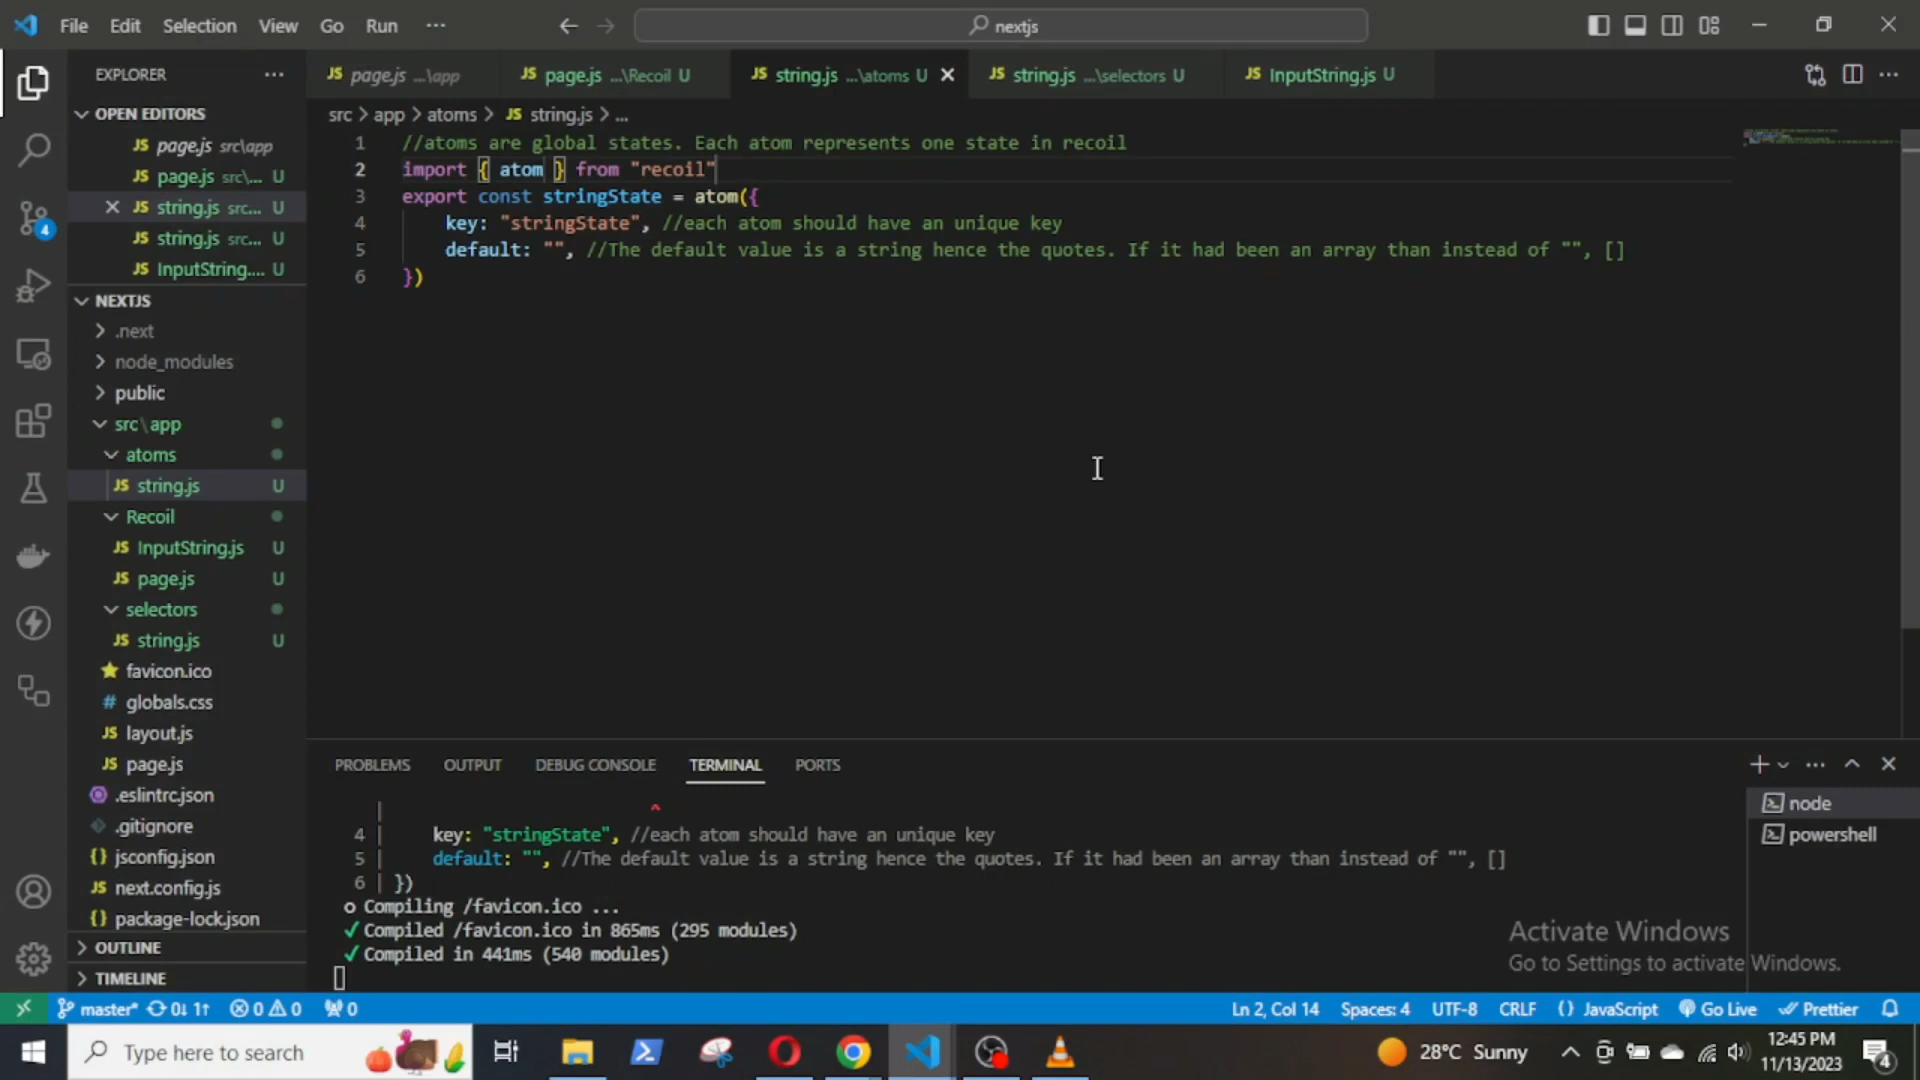 File Edit Selection View Go Run ··· nextjs
EXPLORER ···
OPEN EDITORS
JS page.js src\app
JS page.js src\... U
JS string.js src... U
JS string.js src... U
JS InputString.... U
NEXTJS
.next
node_modules
public
src\app
atoms
JS string.js U
Recoil
JS InputString.js U
JS page.js U
selectors
JS string.js U
favicon.ico
# globals.css
JS layout.js
JS page.js
.eslintrc.json
.gitignore
{} jsconfig.json
JS next.config.js
{} package-lock.json
OUTLINE
TIMELINE
4
JS page.js ...\app JS page.js ...\Recoil U JS string.js ...\atoms U JS string.js ...\selectors U JS InputString.js U
src > app > atoms > JS string.js > ...
1 //atoms are global states. Each atom represents one state in recoil
2 import { atom } from "recoil"
3 export const stringState = atom({
4 key: "stringState", //each atom should have an unique key
5 default: "", //The default value is a string hence the quotes. If it had been an array than instead of "", []
6 })
PROBLEMS OUTPUT DEBUG CONSOLE TERMINAL PORTS
| ^
4 | key: "stringState", //each atom should have an unique key
5 | default: "", //The default value is a string hence the quotes. If it had been an array than instead of "", []
6 | })
○ Compiling /favicon.ico ...
✓ Compiled /favicon.ico in 865ms (295 modules)
✓ Compiled in 441ms (540 modules)
node
powershell
Activate Windows
Go to Settings to activate Windows.
master* 0↓ 1↑ 0 0 0 Ln 2, Col 14 Spaces: 4 UTF-8 CRLF {} JavaScript Go Live Prettier
Type here to search 28°C Sunny 12:45 PM
11/13/2023
4